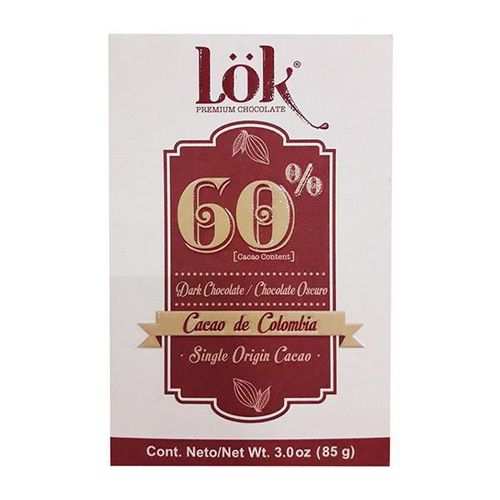 Lök®
PREMIUM CHOCOLATE
60%
[Cacao Content]
Dark Chocolate / Chocolate Oscuro
Cacao de Colombia
· Single Origin Cacao ·
Cont. Neto/Net Wt. 3.0 oz (85 g)